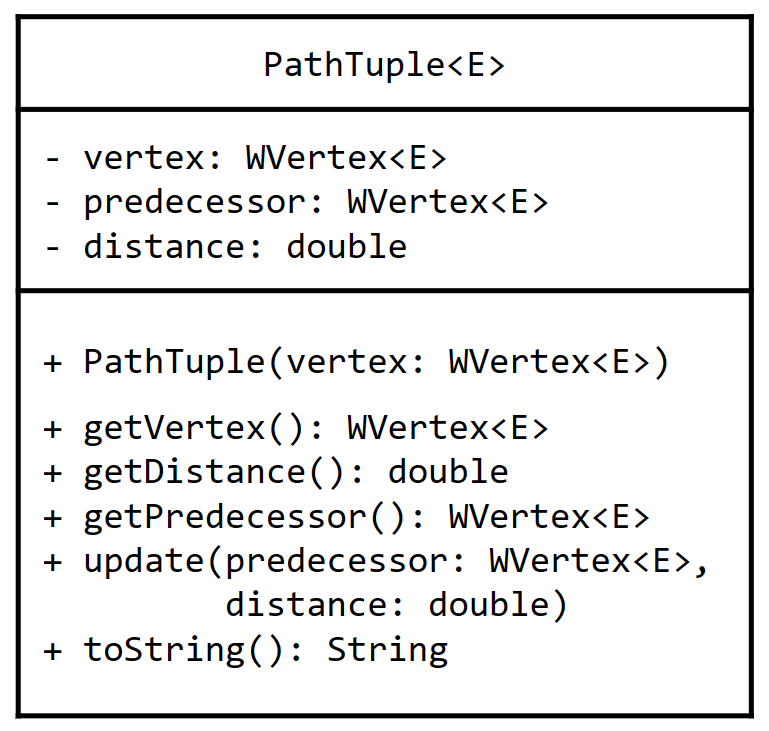 PathTuple<E>
- vertex: WVertex<E>
- predecessor: WVertex<E>
- distance: double
+ PathTuple(vertex: WVertex<E>)
+ getVertex(): WVertex<E>
+ getDistance(): double
+ getPredecessor(): WVertex<E>
+ update(predecessor: WVertex<E>,
distance: double)
+ toString(): String